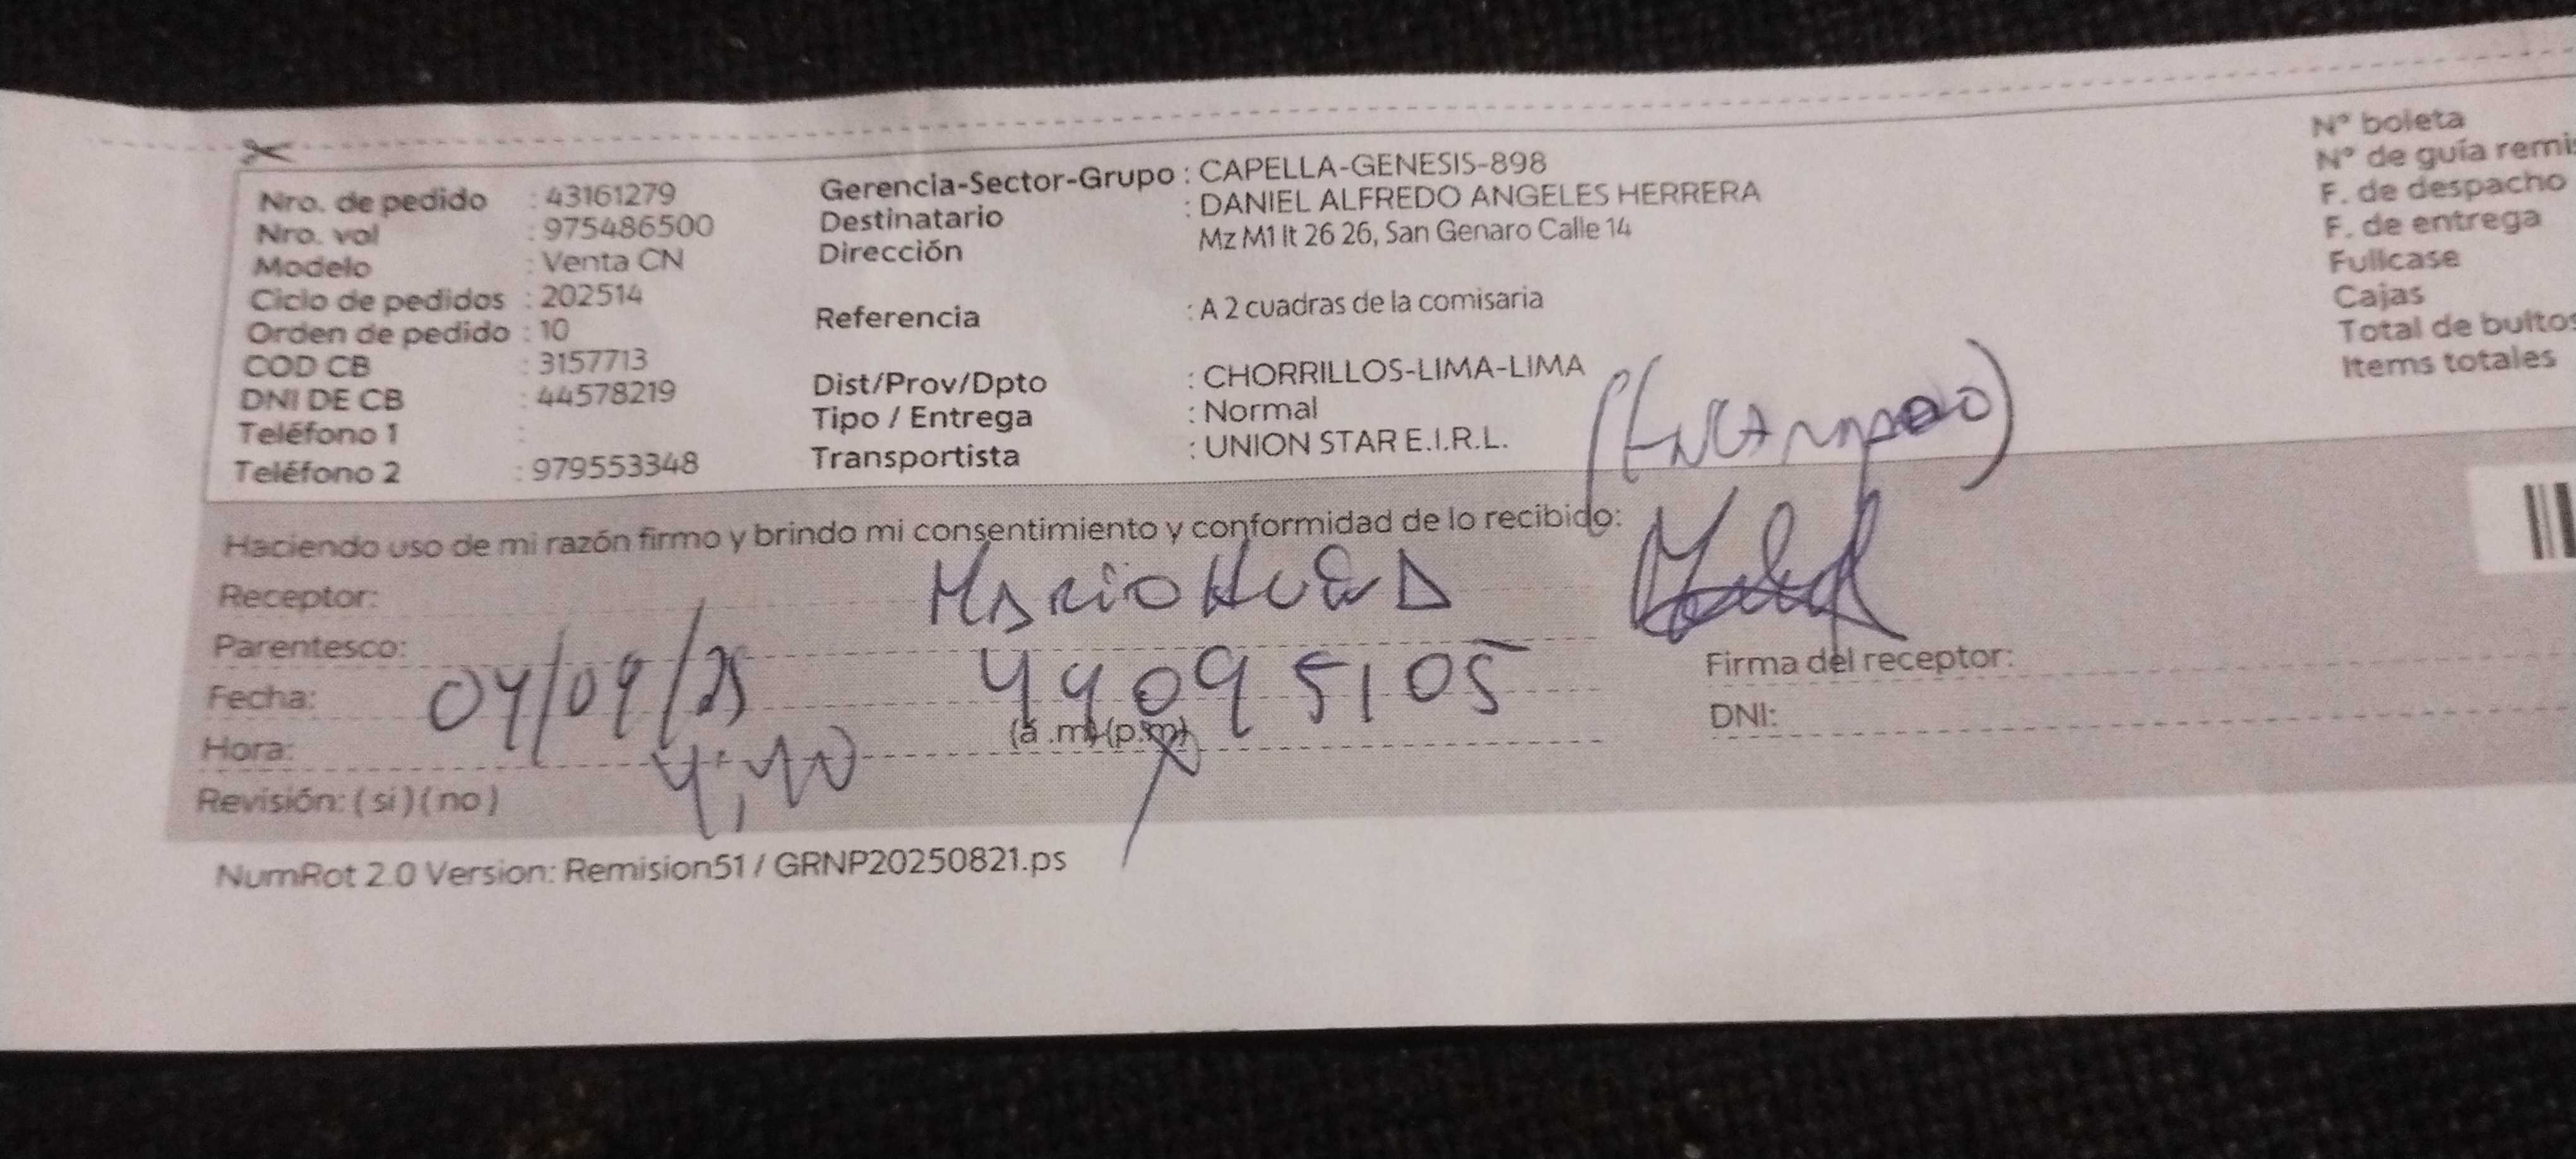 Nro. de pedido : 43161279
Nro. vol : 975486500
Modelo : Venta CN
Ciclo de pedidos : 202514
Orden de pedido : 10
COD CB : 3157713
DNI DE CB : 44578219
Teléfono 1 :
Teléfono 2 : 979553348
Gerencia-Sector-Grupo : CAPELLA-GENESIS-898
Destinatario : DANIEL ALFREDO ANGELES HERRERA
Dirección Mz M1 lt 26 26, San Genaro Calle 14
Referencia : A 2 cuadras de la comisaria
Dist/Prov/Dpto : CHORRILLOS-LIMA-LIMA
Tipo / Entrega : Normal
Transportista : UNION STAR E.I.R.L.
N° boleta
N° de guía remi
F. de despacho
F. de entrega
Fullcase
Cajas
Total de bultos
Items totales
(Encargado)
Haciendo uso de mi razón firmo y brindo mi consentimiento y conformidad de lo recibido:
Receptor: Mario
Parentesco:
44095105
Fecha: 04/09/25
Hora: (a .m)(p.m)
Revisión: (si)(no)
Firma del receptor:
DNI:
NumRot 2.0 Version: Remision51 / GRNP20250821.ps